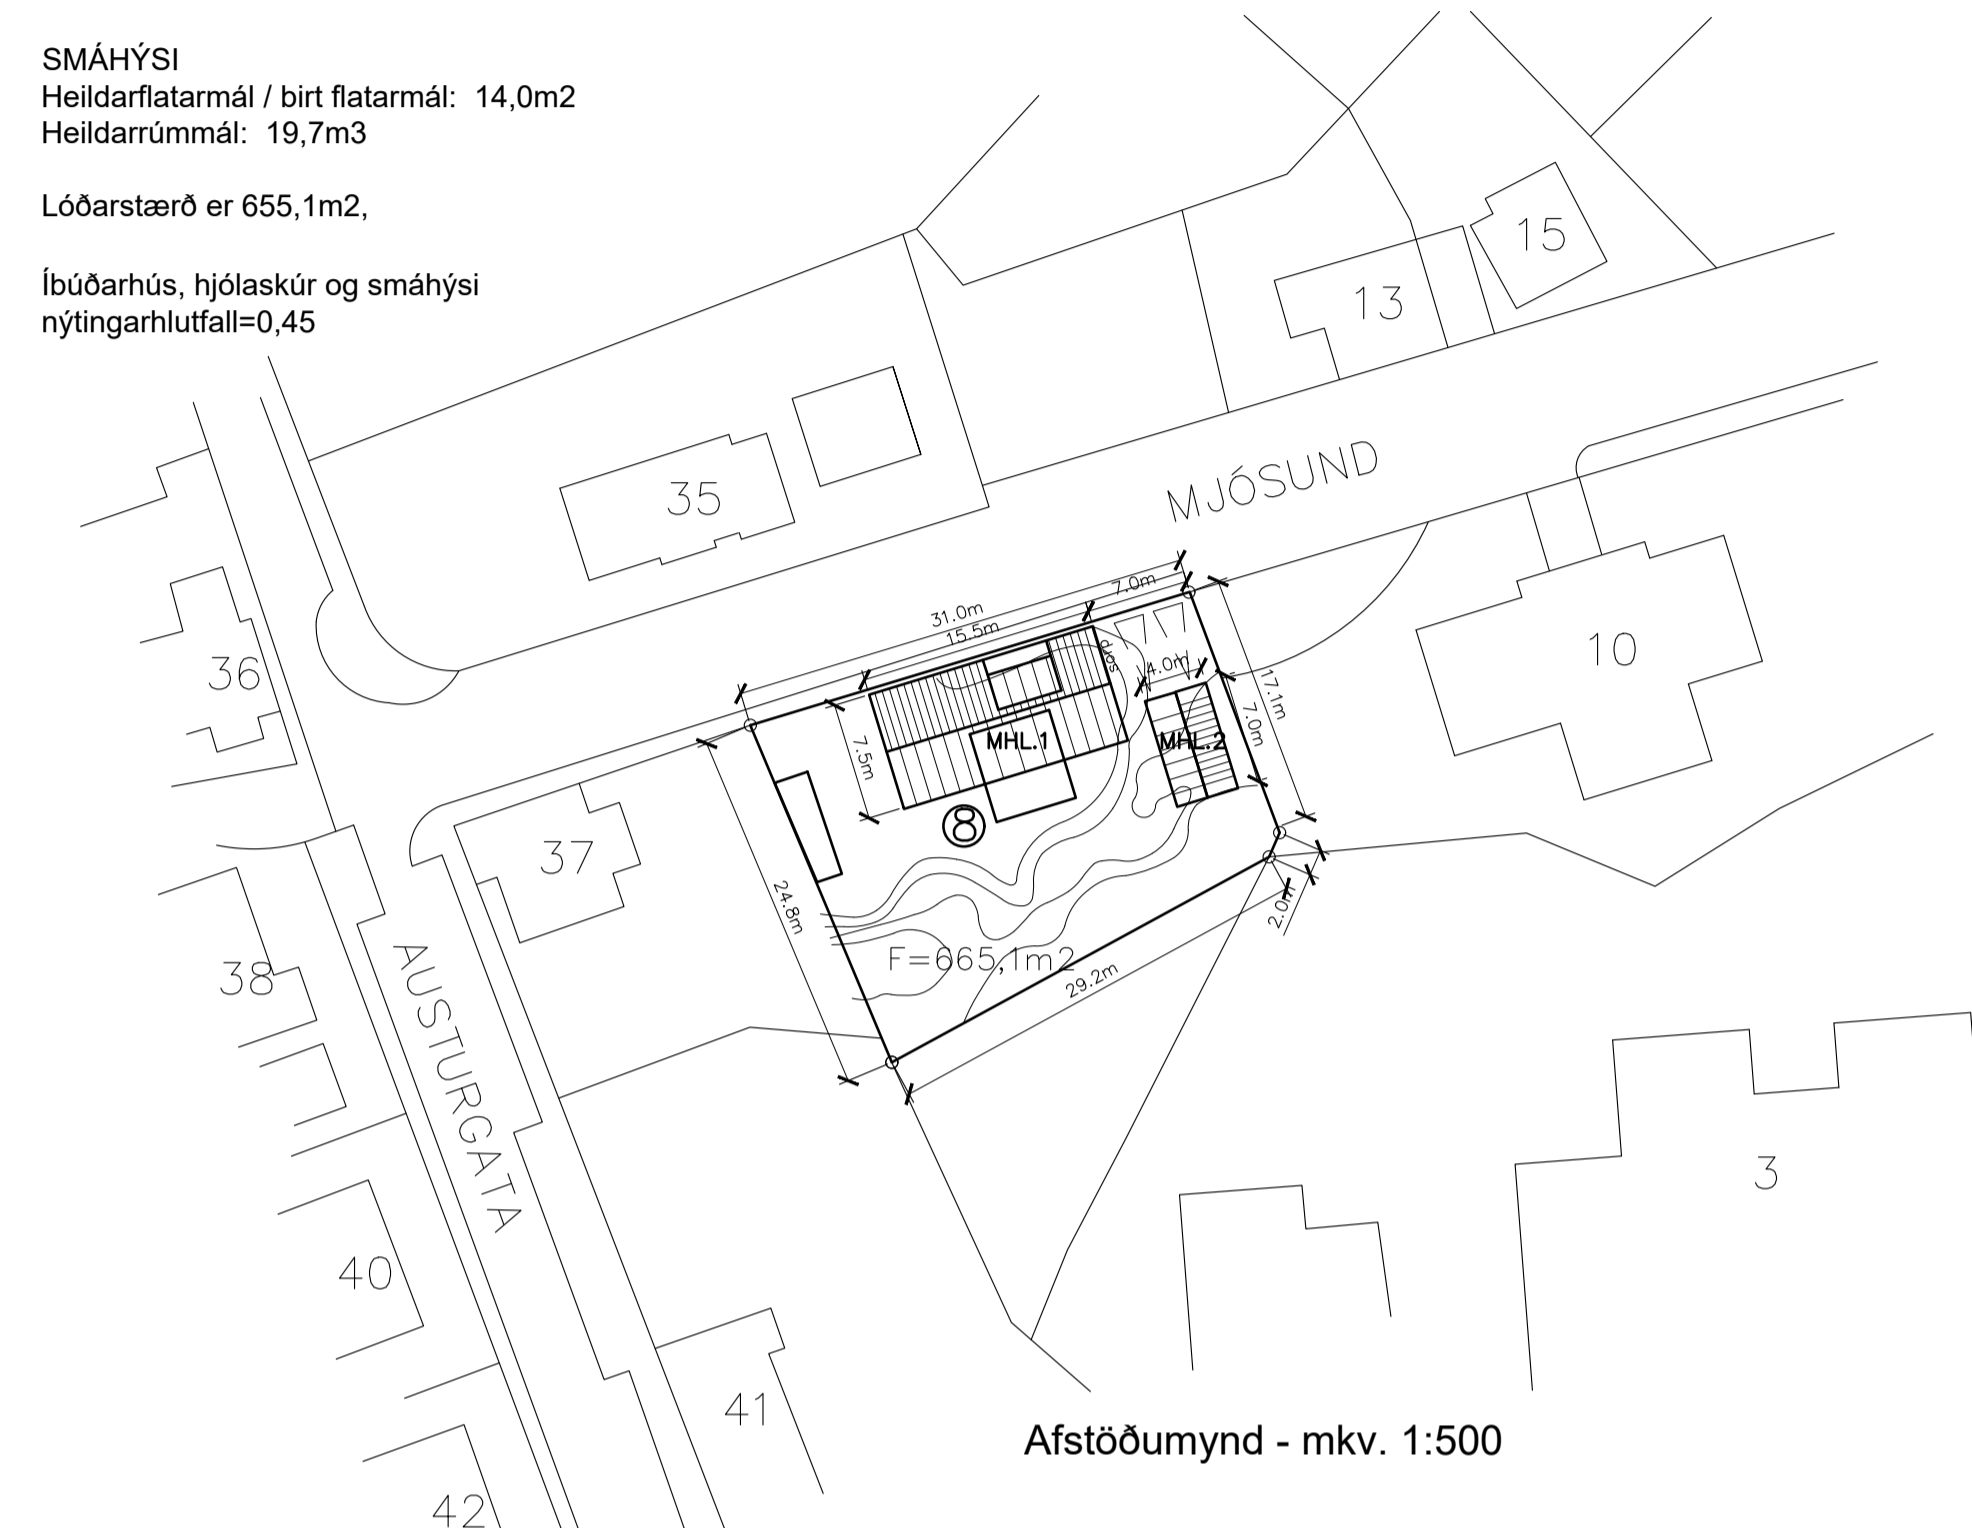 SMÁHÝSI
Heildarflatarmál / birt flatarmál: 14,0m2
Heildarrúmmál: 19,7m3
Lóðarstærð er 655,1m2,
Íbúðarhús, hjólaskúr og smáhýsi
nýtingarhlutfall=0,45
15
13
35
MJÓSUND
7.0m
31.0m
15.5m
sorp
4.0m
17.1m
7.0m
10
36
7.5m
MHL.1
MHL.2
8
37
24.8m
2.0m
F=665,1m2
29.2m
38
AUSTURGATA
3
40
41
42
Afstöðumynd - mkv. 1:500